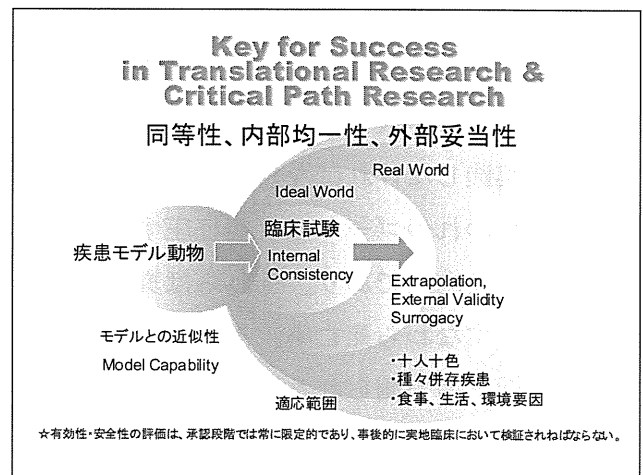 Key for Success
in Translational Research &
Critical Path Research
同等性、内部均一性、外部妥当性
Real World
Ideal World
臨床試験
疾患モデル動物
Internal
Consistency
Extrapolation,
External Validity
Surrogacy
モデルとの近似性
Model Capability
・十人十色
・種々併存疾患
・食事、生活、環境要因
適応範囲
☆有効性・安全性の評価は、承認段階では常に限定的であり、事後的に実地臨床において検証されねばならない。